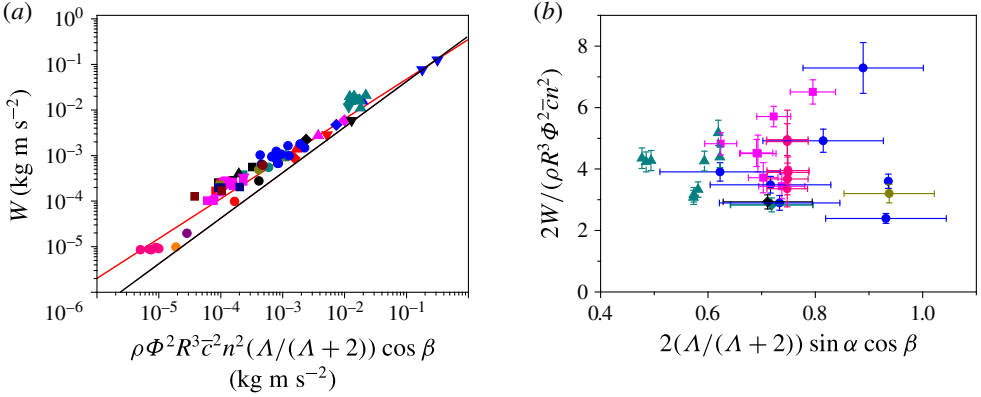 (a)
10⁰
10⁻¹
10⁻²
10⁻³
10⁻⁴
10⁻⁵
10⁻⁶
W (kg m s⁻²)
10⁻⁵ 10⁻⁴ 10⁻³ 10⁻² 10⁻¹
ρΦ²R³c̅²n²(Λ/(Λ + 2)) cos β
(kg m s⁻²)
(b)
8
6
4
2
0
2W/(ρR³Φ²c̅n²)
0.4 0.6 0.8 1.0
2(Λ/(Λ + 2)) sin α cos β